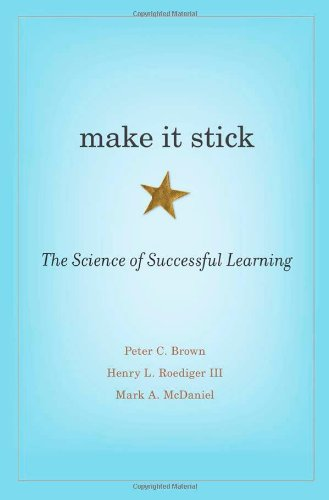 make it stick
The Science of Successful Learning
Peter C. Brown
Henry L. Roediger III
Mark A. McDaniel